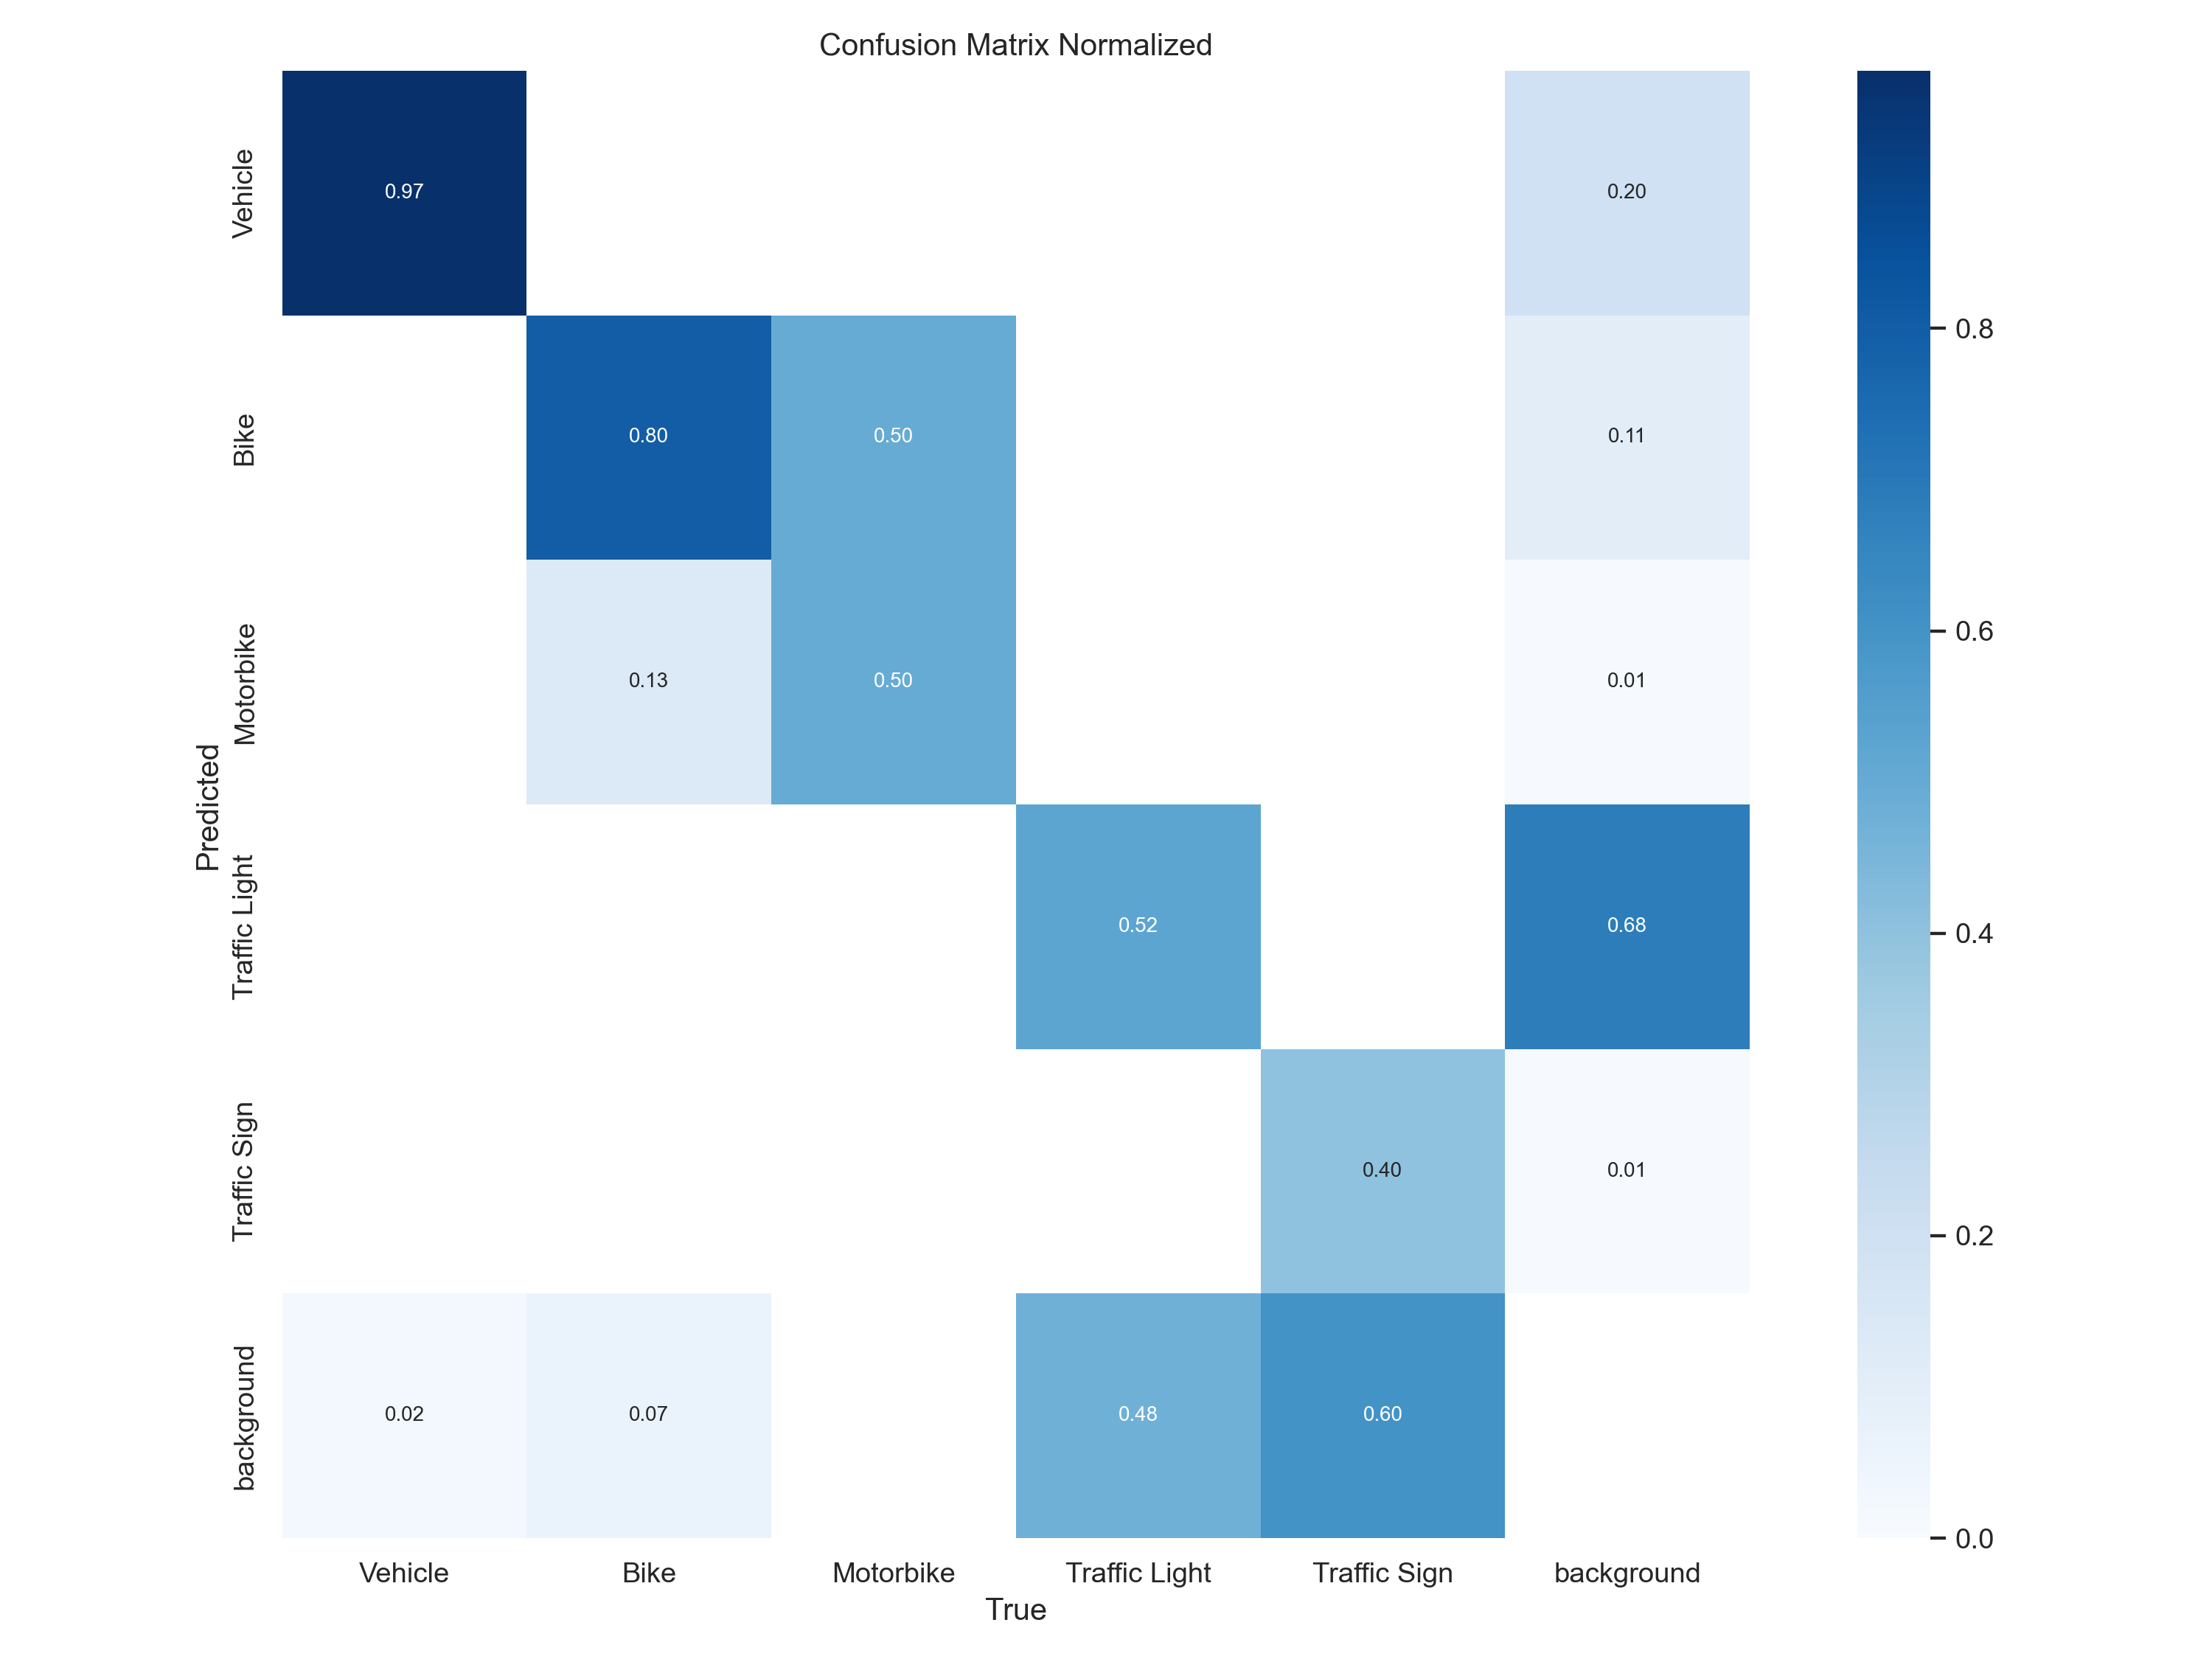 Confusion Matrix Normalized
Vehicle
0.97
0.20
Bike
0.80
0.50
0.11
Motorbike
0.13
0.50
0.01
Predicted
Traffic Light
0.52
0.68
Traffic Sign
0.40
0.01
background
0.02
0.07
0.48
0.60
Vehicle
Bike
Motorbike
Traffic Light
Traffic Sign
background
True
0.8
0.6
0.4
0.2
0.0